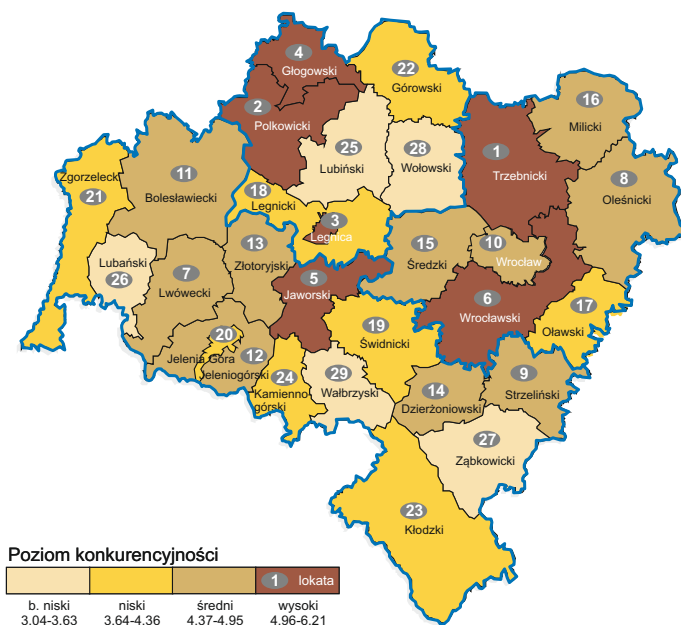 4
Głogowski
22
Górowski
2
Polkowicki
16
Milicki
25
Lubiński
28
Wołowski
1
Trzebnicki
8
Oleśnicki
Zgorzelecki
21
11
Bolesławiecki
18
Legnicki
3
Legnica
13
Złotoryjski
15
Średzki
10
Wrocław
Lubański
26
7
Lwówecki
5
Jaworski
6
Wrocławski
17
Oławski
19
Świdnicki
20
Jelenia Góra
12
Jeleniogórski
24
Kamienno
górski
29
Wałbrzyski
14
Dzierżoniowski
9
Strzeliński
27
Ząbkowicki
23
Kłodzki
Poziom konkurencyjności
1 lokata
b. niski niski średni wysoki
3.04-3.63 3.64-4.36 4.37-4.95 4.96-6.21